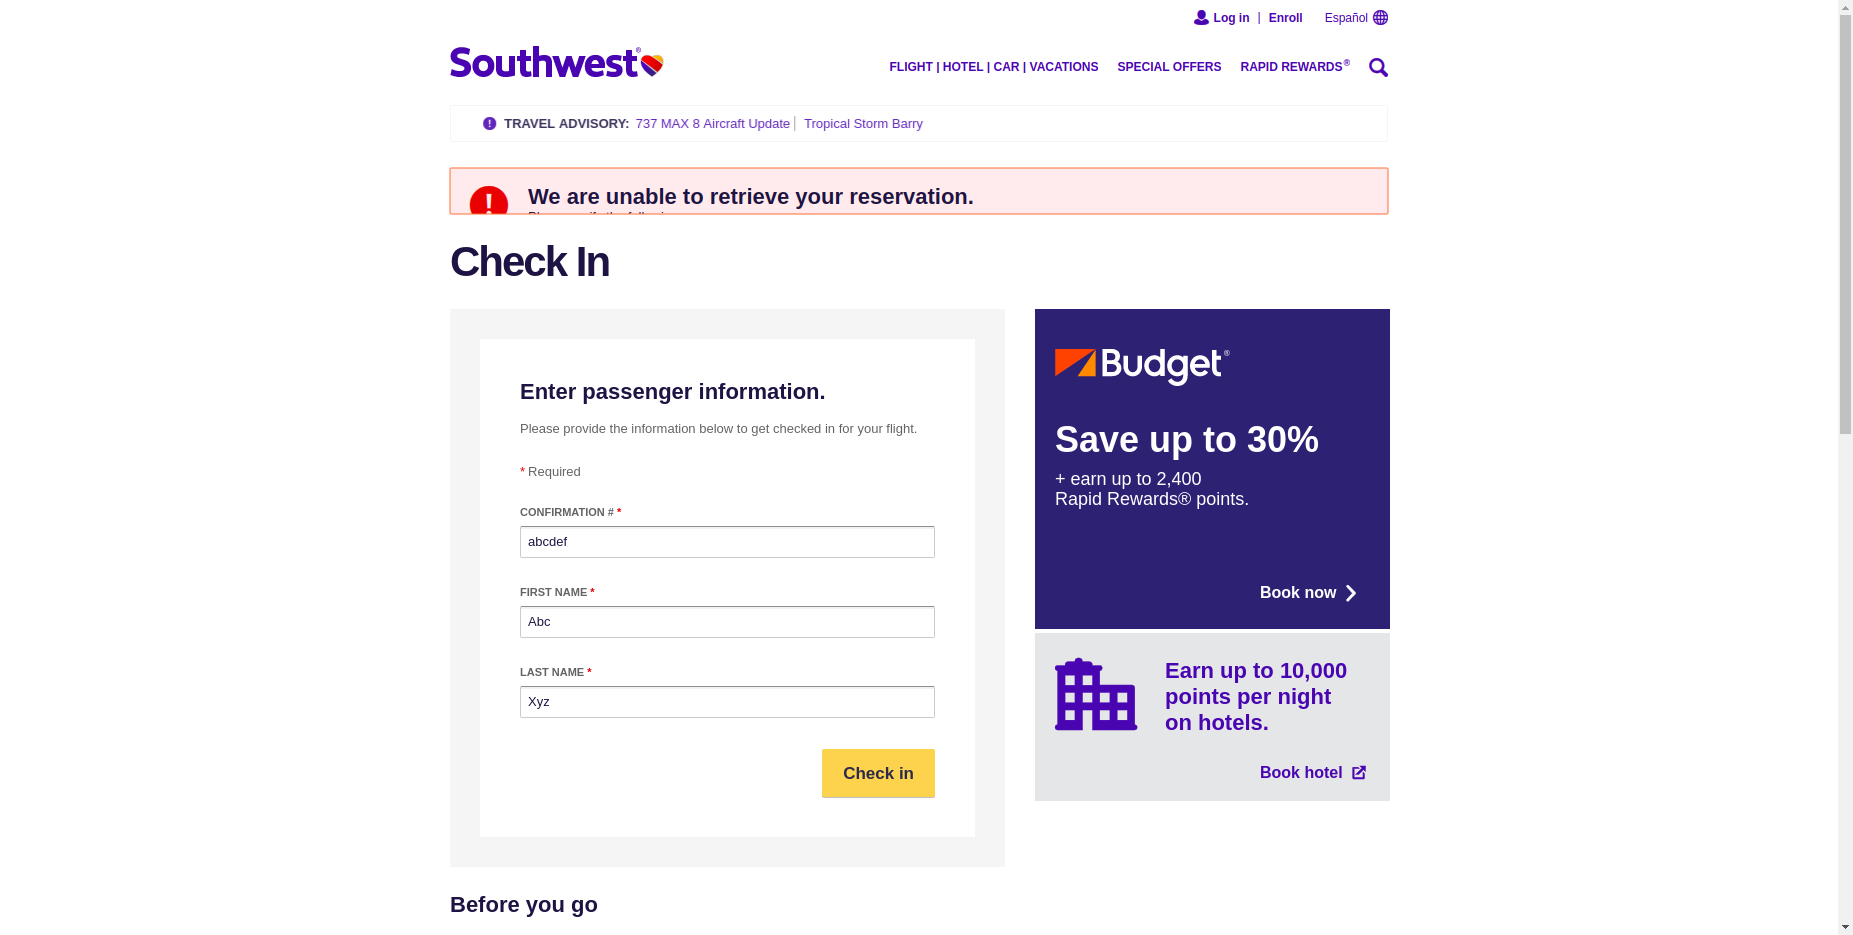 Log in | Enroll Español
Southwest®
FLIGHT | HOTEL | CAR | VACATIONS SPECIAL OFFERS RAPID REWARDS®
TRAVEL ADVISORY: 737 MAX 8 Aircraft Update | Tropical Storm Barry
We are unable to retrieve your reservation.
Check In
Enter passenger information.
Please provide the information below to get checked in for your flight.
* Required
CONFIRMATION # *
abcdef
FIRST NAME *
Abc
LAST NAME *
Xyz
Check in
Budget®
Save up to 30%
+ earn up to 2,400
Rapid Rewards® points.
Book now
Earn up to 10,000
points per night
on hotels.
Book hotel
Before you go